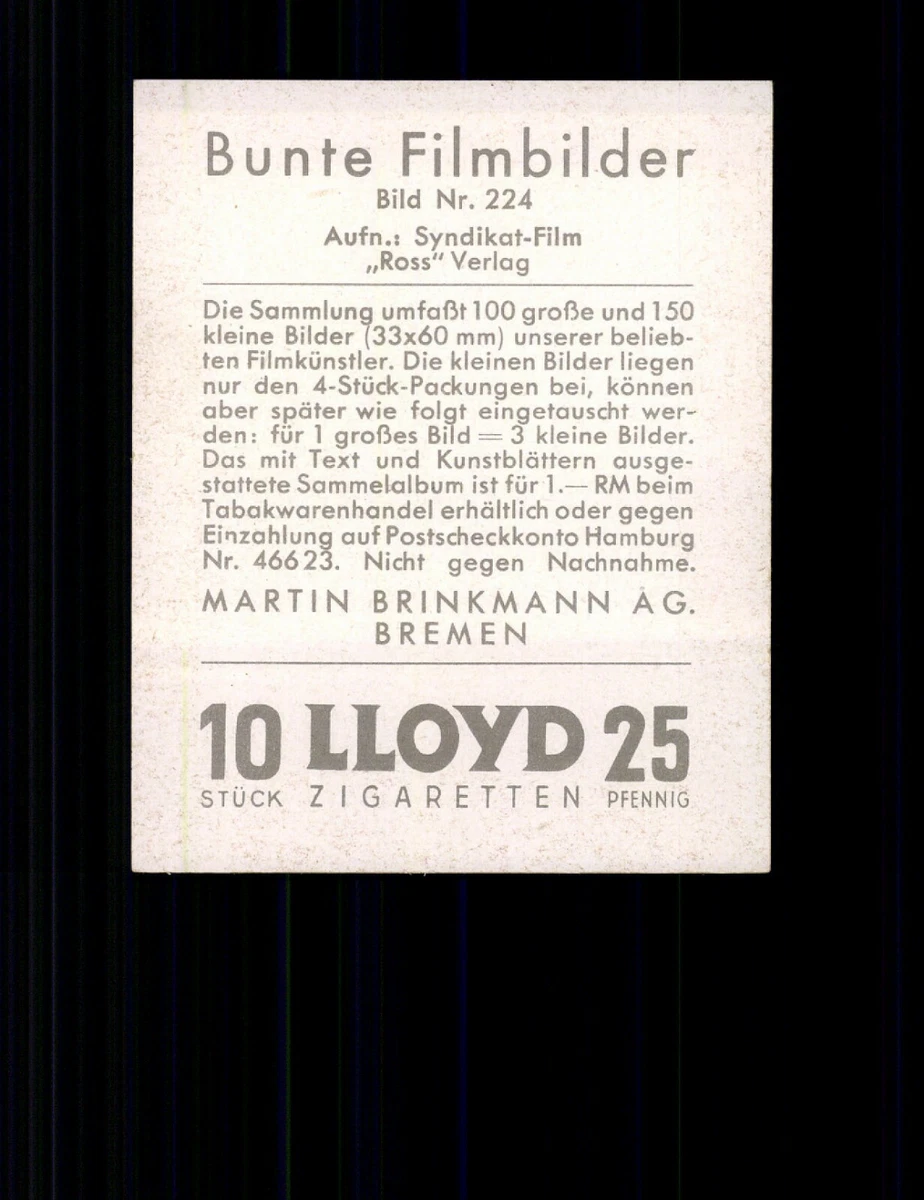 Bunte Filmbilder
Bild Nr. 224
Aufn.: Syndikat-Film
„Ross“ Verlag
Die Sammlung umfaßt 100 große und 150
kleine Bilder (33x60 mm) unserer belieb-
ten Filmkünstler. Die kleinen Bilder liegen
nur den 4-Stück-Packungen bei, können
aber später wie folgt eingetauscht wer-
den: für 1 großes Bild = 3 kleine Bilder.
Das mit Text und Kunstblättern ausge-
stattete Sammelalbum ist für 1.— RM beim
Tabakwarenhandel erhältlich oder gegen
Einzahlung auf Postscheckkonto Hamburg
Nr. 46623. Nicht gegen Nachnahme.
MARTIN BRINKMANN AG.
BREMEN
10 LLOYD 25
STÜCK ZIGARETTEN PFENNIG